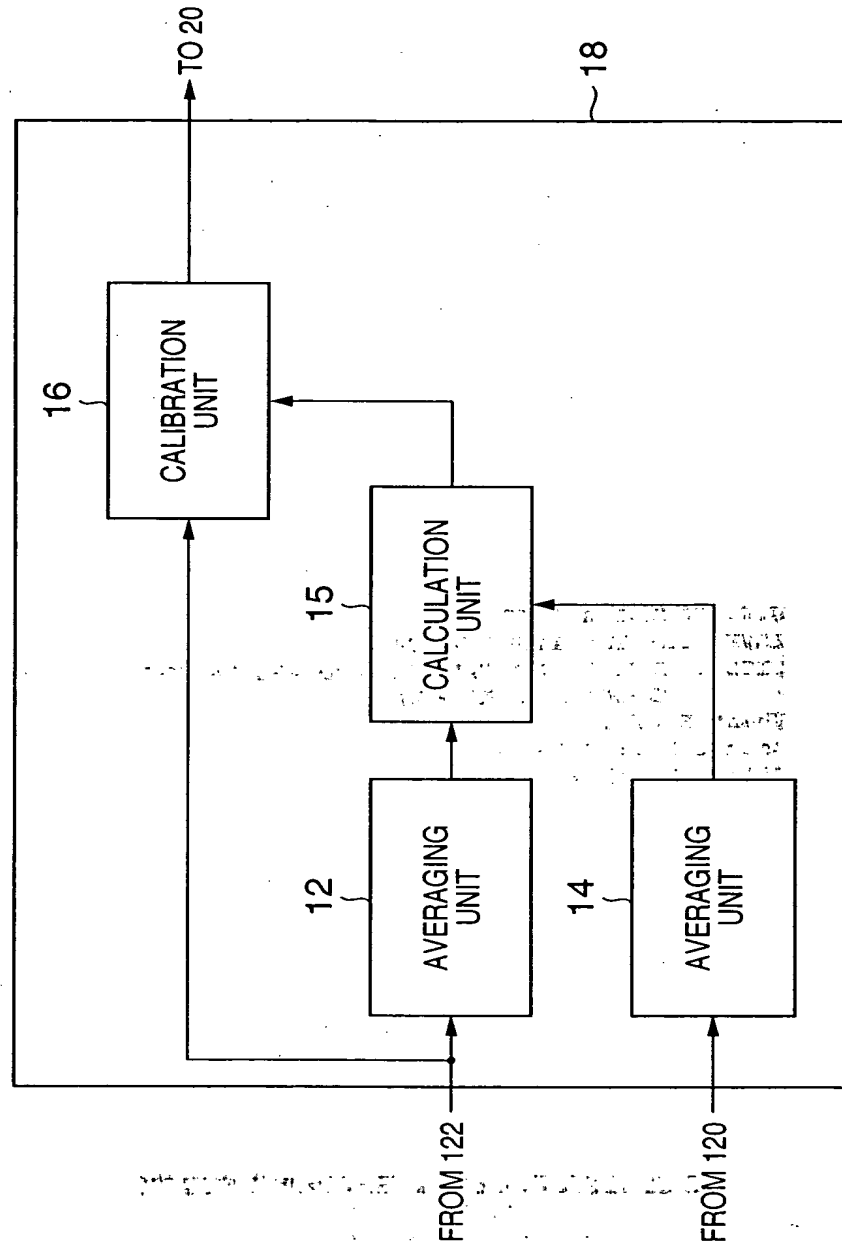 TO 20
18
16
CALIBRATION
UNIT
15
CALCULATION
UNIT
12
AVERAGING
UNIT
14
AVERAGING
UNIT
FROM 122
FROM 120